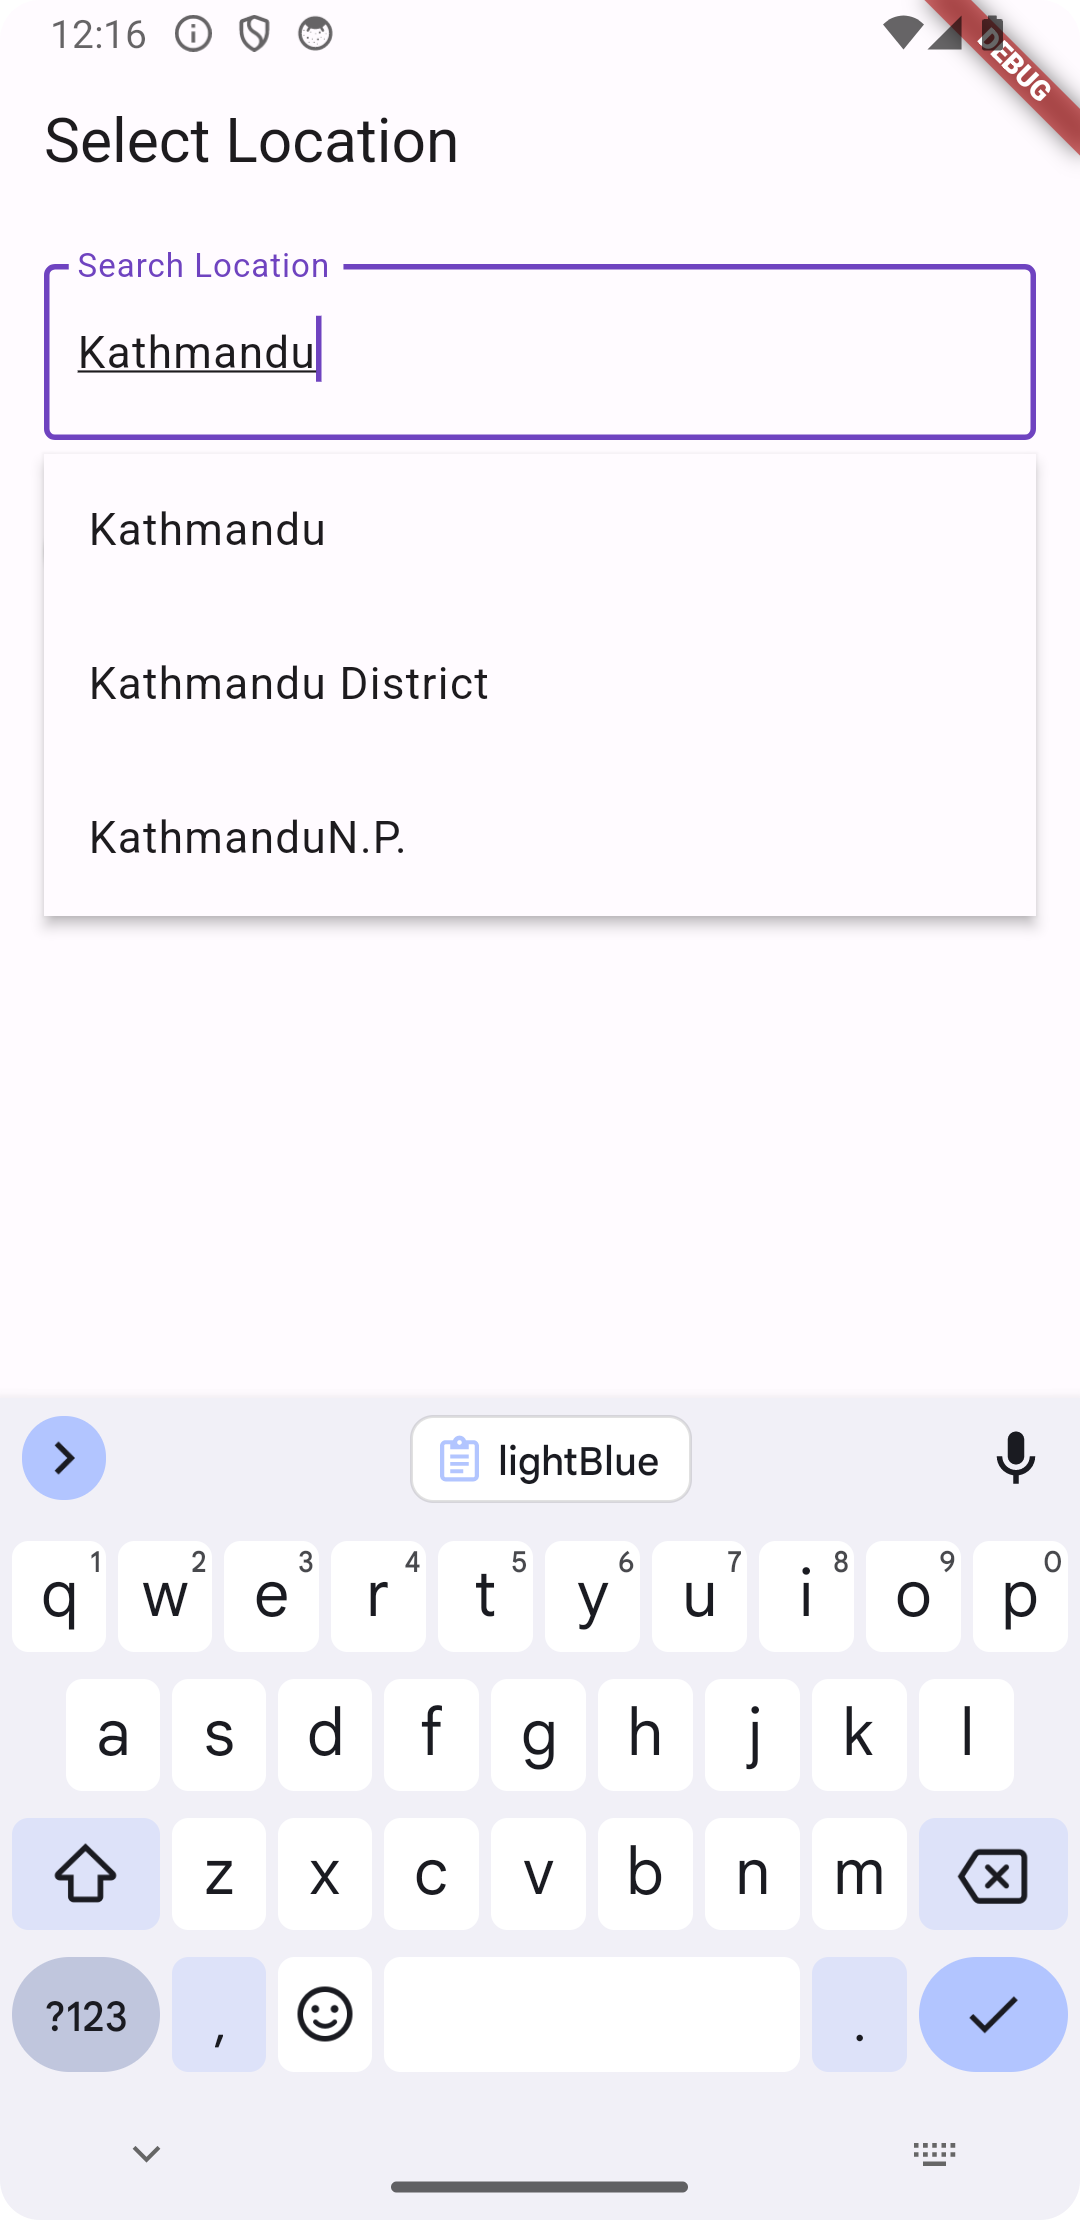 12:16
DEBUG
Select Location
Search Location
Kathmandu
Kathmandu
Kathmandu District
KathmanduN.P.
lightBlue
q 1 w 2 e 3 r 4 t 5 y 6 u 7 i 8 o 9 p 0
a s d f g h j k l
z x c v b n m
?123 , .